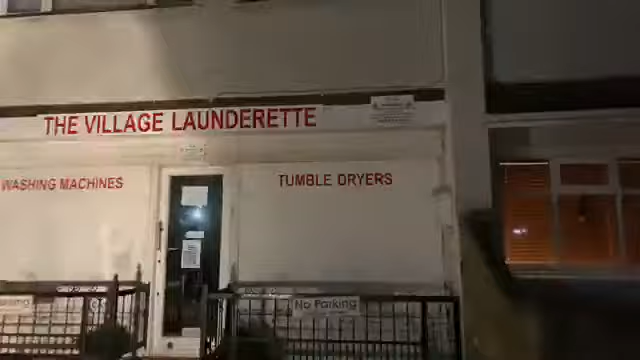 THE VILLAGE LAUNDERETTE
WASHING MACHINES
TUMBLE DRYERS
No Parking